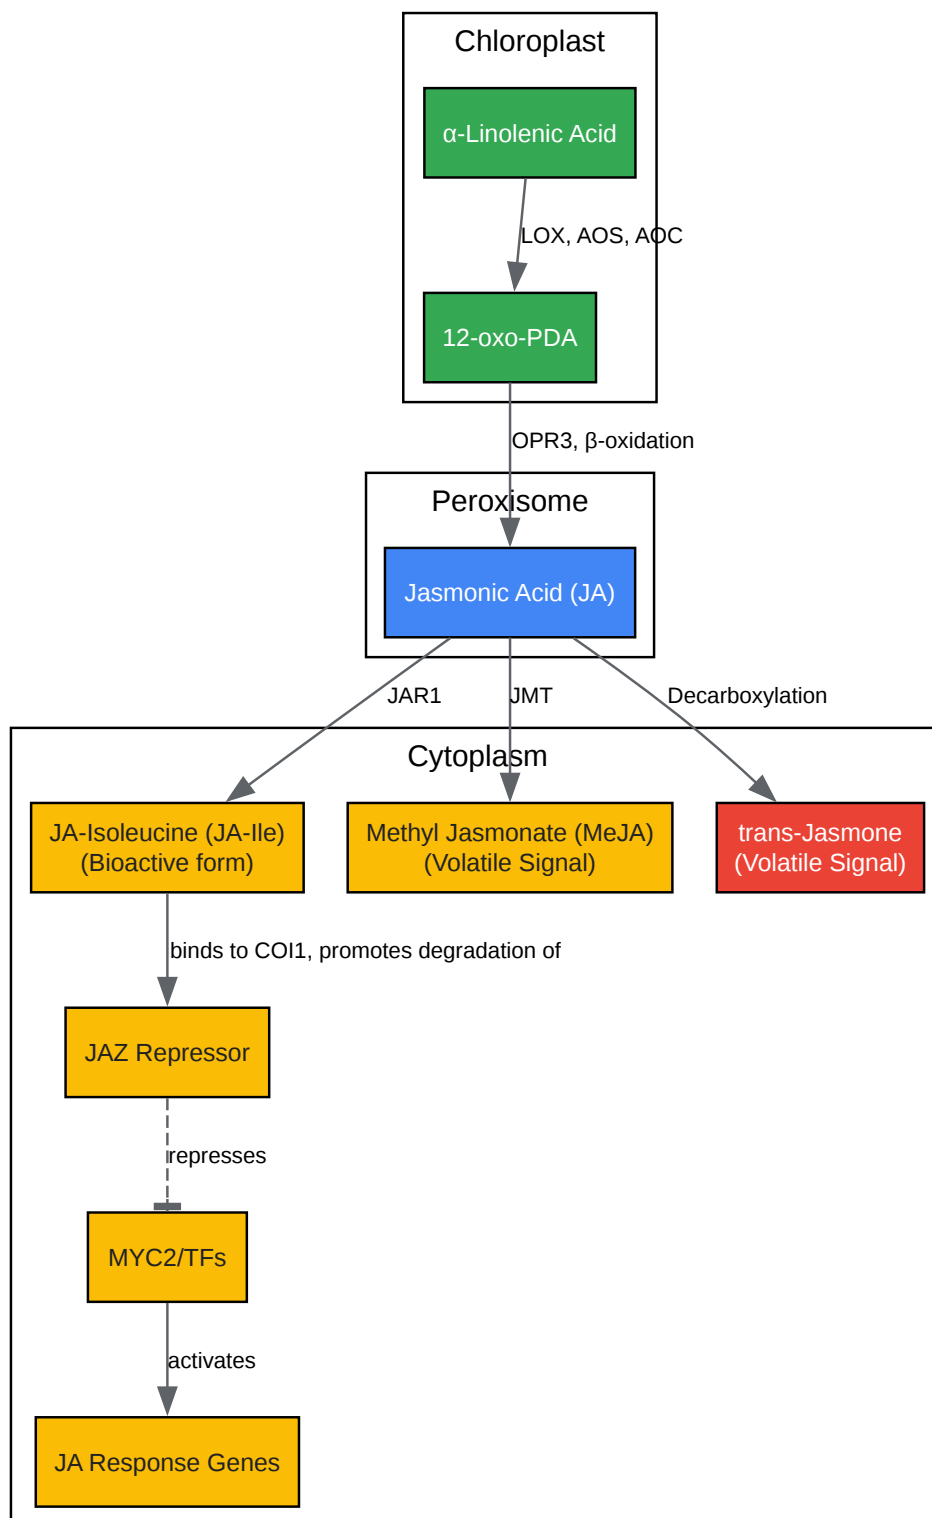 Chloroplast
α-Linolenic Acid
LOX, AOS, AOC
12-oxo-PDA
OPR3, β-oxidation
Peroxisome
Jasmonic Acid (JA)
JAR1
JMT
Decarboxylation
Cytoplasm
JA-Isoleucine (JA-Ile)
(Bioactive form)
Methyl Jasmonate (MeJA)
(Volatile Signal)
trans-Jasmone
(Volatile Signal)
binds to COI1, promotes degradation of
JAZ Repressor
represses
MYC2/TFs
activates
JA Response Genes